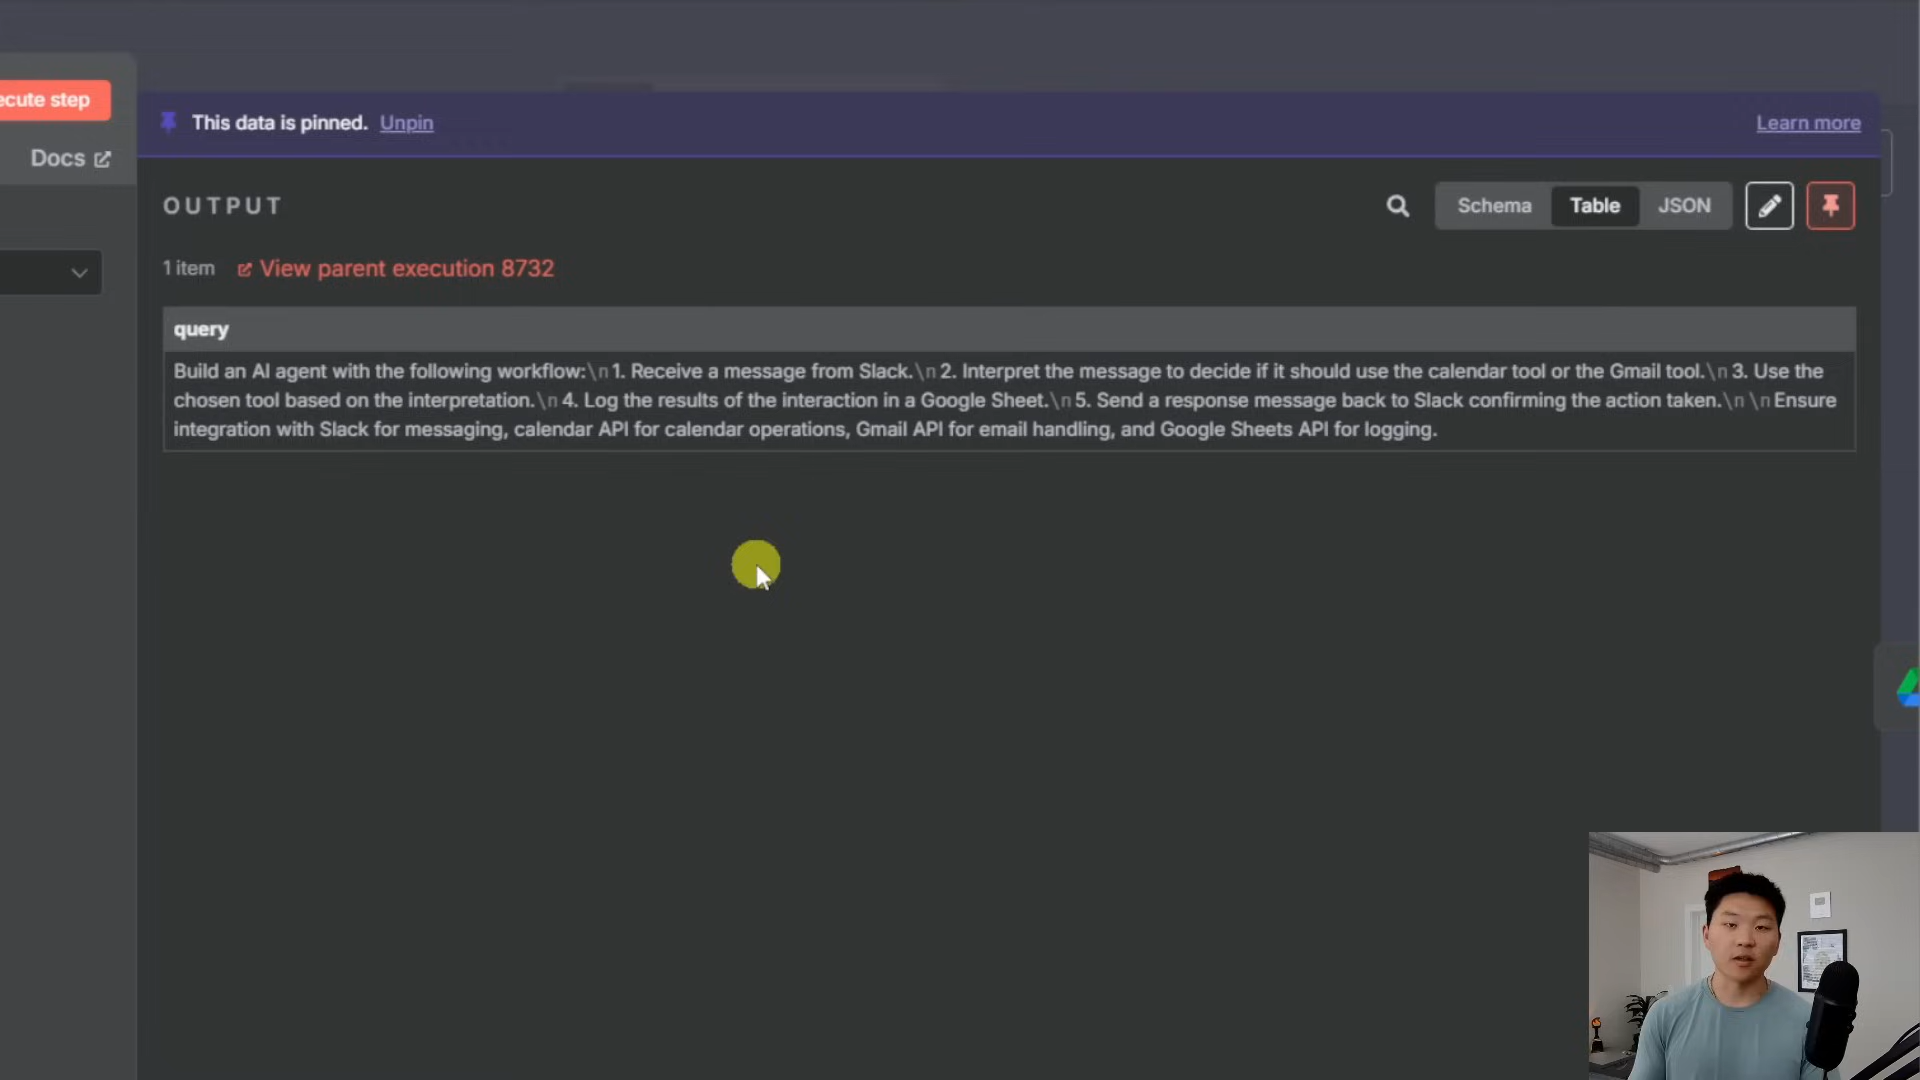 ecute step
This data is pinned. Unpin
Learn more
Docs
OUTPUT
Schema
Table
JSON
1 item
View parent execution 8732
query
Build an AI agent with the following workflow:\n 1. Receive a message from Slack.\n 2. Interpret the message to decide if it should use the calendar tool or the Gmail tool.\n 3. Use the
chosen tool based on the interpretation.\n 4. Log the results of the interaction in a Google Sheet.\n 5. Send a response message back to Slack confirming the action taken.\n \n Ensure
integration with Slack for messaging, calendar API for calendar operations, Gmail API for email handling, and Google Sheets API for logging.